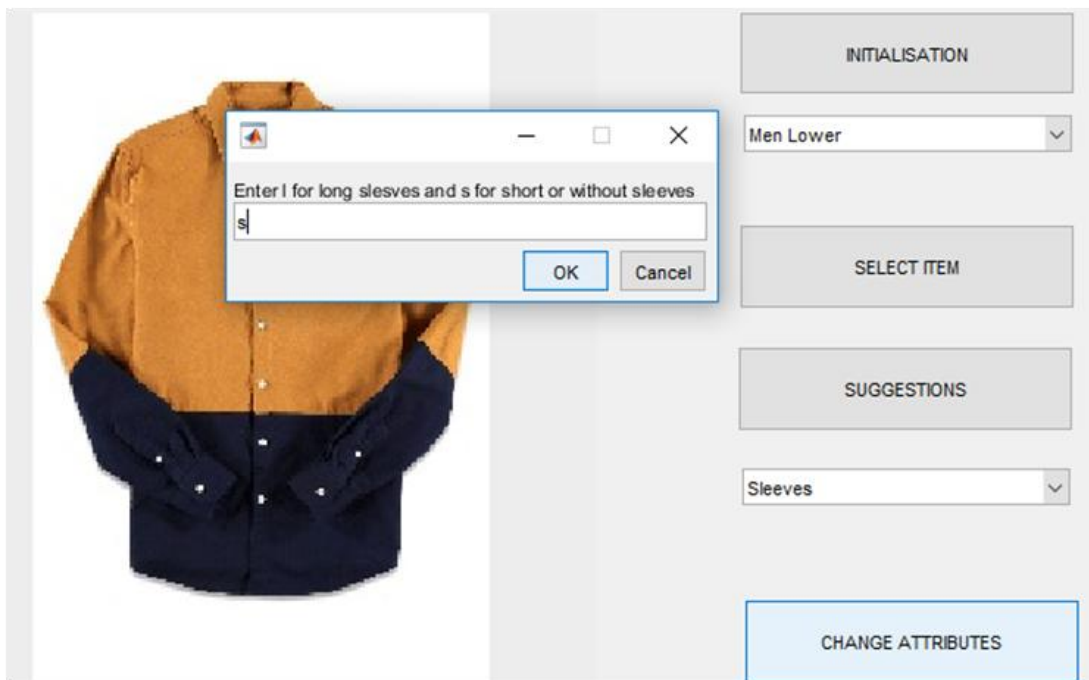 INITIALISATION
Men Lower
Enter l for long slesves and s for short or without sleeves
s
OK
Cancel
SELECT ITEM
SUGGESTIONS
Sleeves
CHANGE ATTRIBUTES